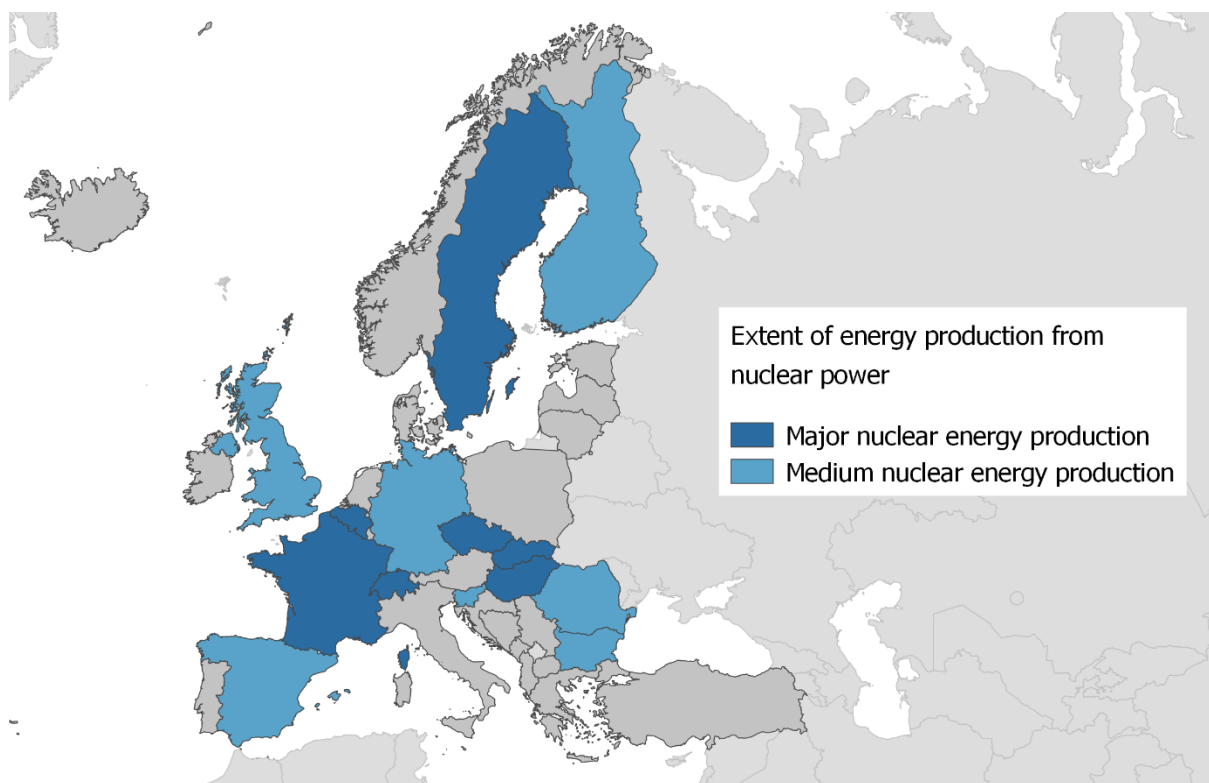 Extent of energy production from
nuclear power
Major nuclear energy production
Medium nuclear energy production